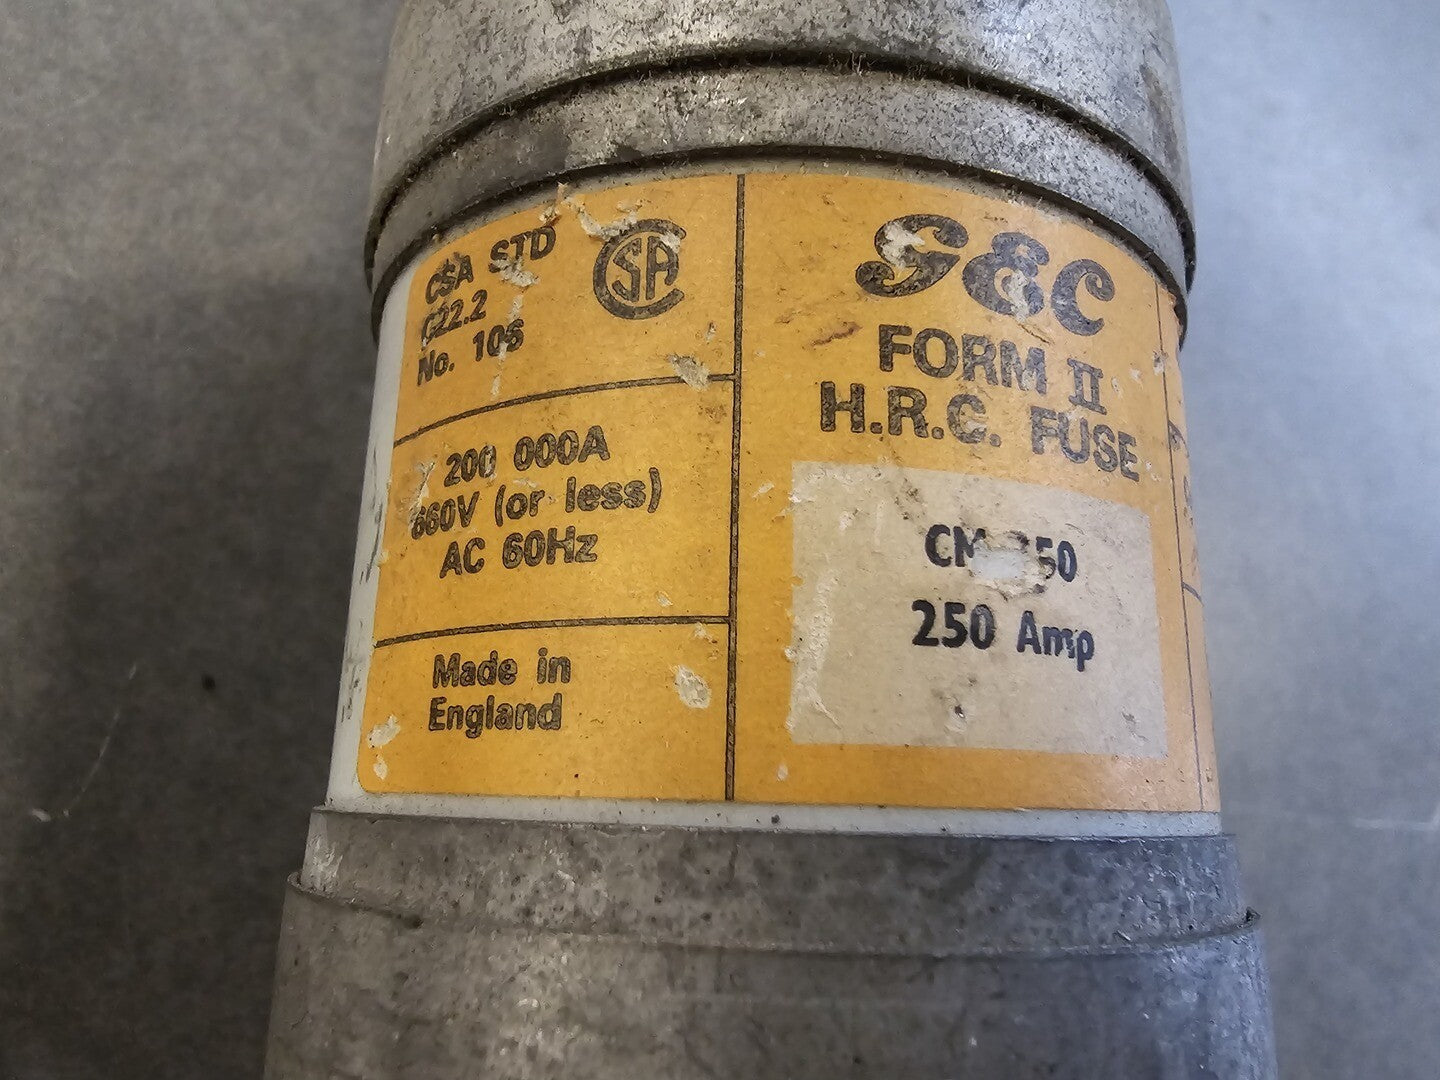 CSA STD
C22.2
No. 106
CSA
200 000A
660V (or less)
AC 60Hz
Made in
England
GEC
FORM II
H.R.C. FUSE
250 Amp